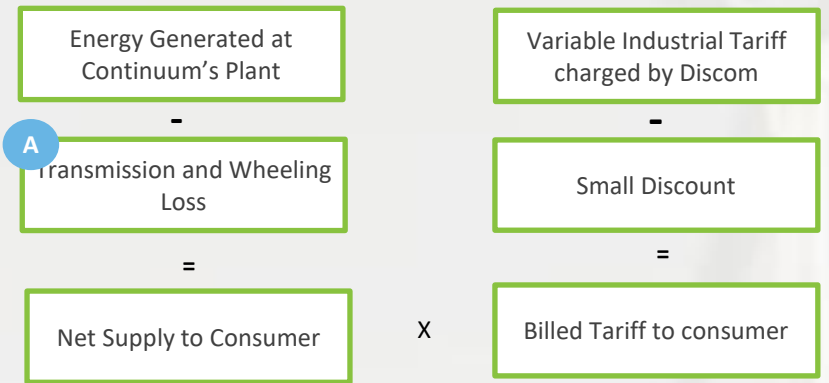 Energy Generated at
Continuum's Plant
-
A
Transmission and Wheeling
Loss
=
Net Supply to Consumer
X
Variable Industrial Tariff
charged by Discom
-
Small Discount
=
Billed Tariff to consumer